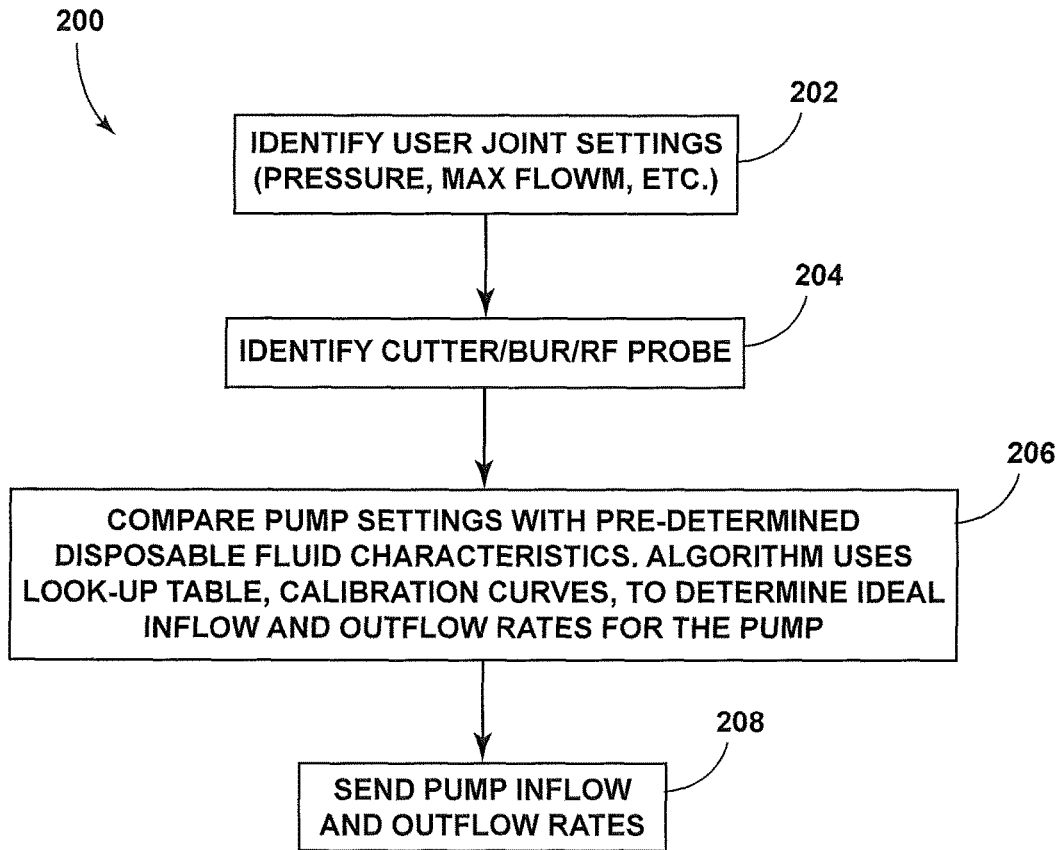 200
202
IDENTIFY USER JOINT SETTINGS
(PRESSURE, MAX FLOWM, ETC.)
204
IDENTIFY CUTTER/BUR/RF PROBE
206
COMPARE PUMP SETTINGS WITH PRE-DETERMINED
DISPOSABLE FLUID CHARACTERISTICS. ALGORITHM USES
LOOK-UP TABLE, CALIBRATION CURVES, TO DETERMINE IDEAL
INFLOW AND OUTFLOW RATES FOR THE PUMP
208
SEND PUMP INFLOW
AND OUTFLOW RATES